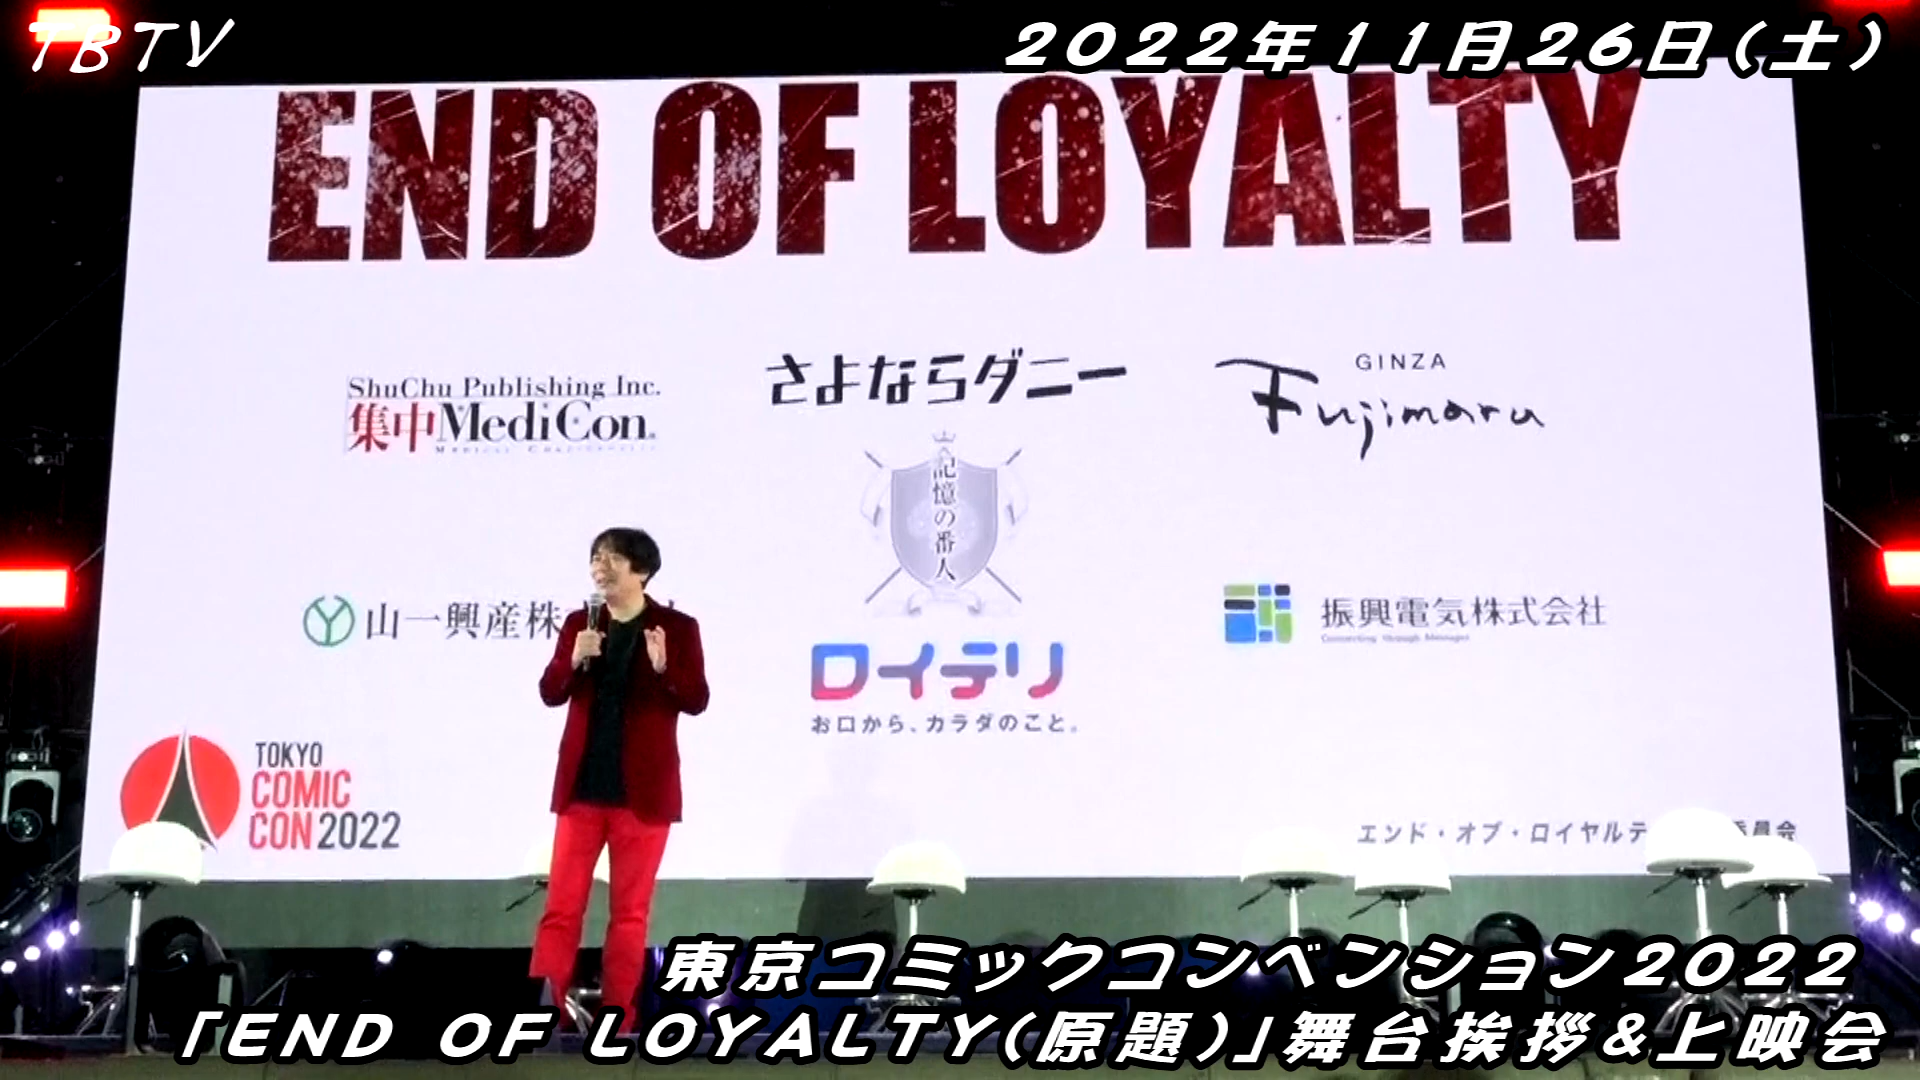 TBTV
2022年11月26日(土)
END OF LOYALTY
ShuChu Publishing Inc.
集中MediCon
さよならダニー
GINZA
Fujimaru
記憶の番人
山一興産株
振興電気株式会社
ロイテリ
お口から、カラダのこと。
TOKYO
COMIC
CON 2022
エンド・オブ・ロイヤルテ
委員会
東京コミックコンベンション2022
「END OF LOYALTY(原題)」舞台挨拶&上映会